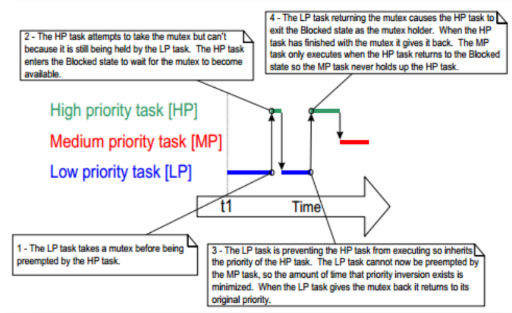 2 - The HP task attempts to take the mutex but can't
because it is still being held by the LP task. The HP task
enters the Blocked state to wait for the mutex to become
available.
4 - The LP task returning the mutex causes the HP task to
exit the Blocked state as the mutex holder. When the HP
task has finished with the mutex it gives it back. The MP
task only executes when the HP task returns to the Blocked
state so the MP task never holds up the HP task.
High priority task [HP]
Medium priority task [MP]
Low priority task [LP]
t1
Time
1 - The LP task takes a mutex before being
preempted by the HP task.
3 - The LP task is preventing the HP task from executing so inherits
the priority of the HP task. The LP task cannot now be preempted by
the MP task, so the amount of time that priority inversion exists is
minimized. When the LP task gives the mutex back it returns to its
original priority.